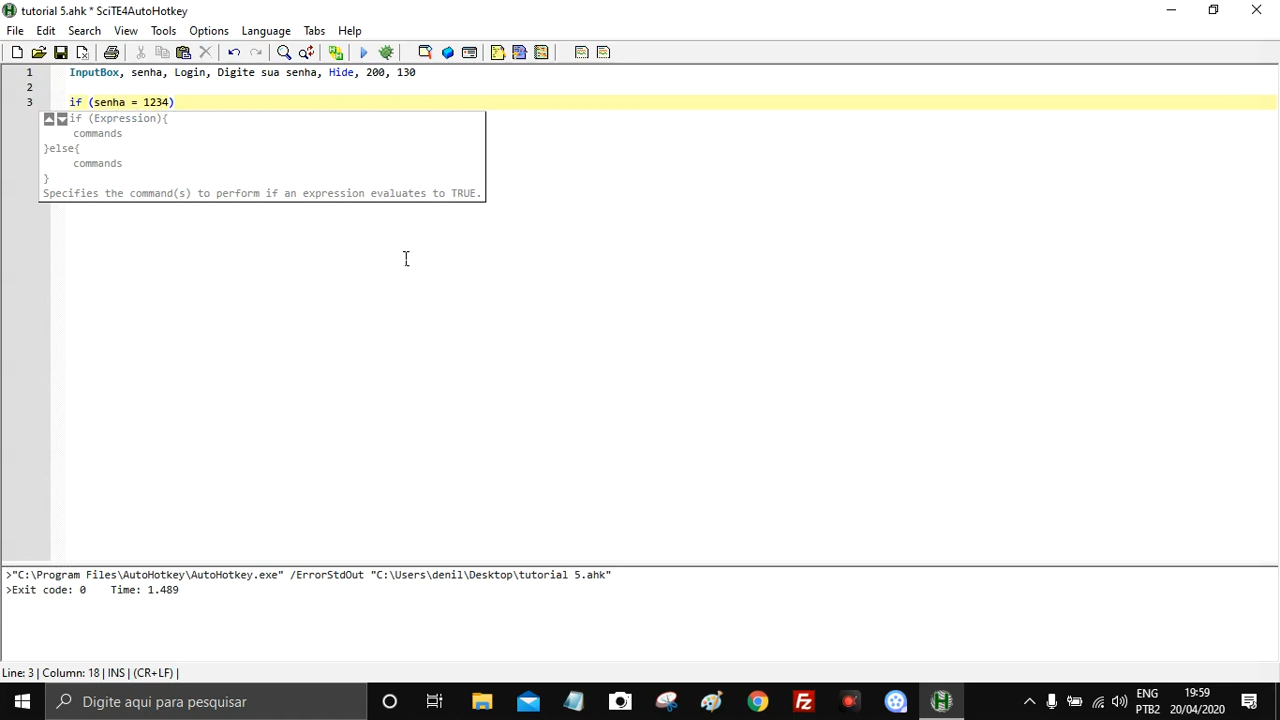 tutorial 5.ahk * SciTE4AutoHotkey
File Edit Search View Tools Options Language Tabs Help
1 InputBox, senha, Login, Digite sua senha, Hide, 200, 130
2
3 if (senha = 1234)
if (Expression){
commands
}else{
commands
}
Specifies the command(s) to perform if an expression evaluates to TRUE.
>"C:\Program Files\AutoHotkey\AutoHotkey.exe" /ErrorStdOut "C:\Users\denil\Desktop\tutorial 5.ahk"
>Exit code: 0 Time: 1.489
Line: 3 | Column: 18 | INS | (CR+LF) |
Digite aqui para pesquisar
ENG 19:59
PTB2 20/04/2020